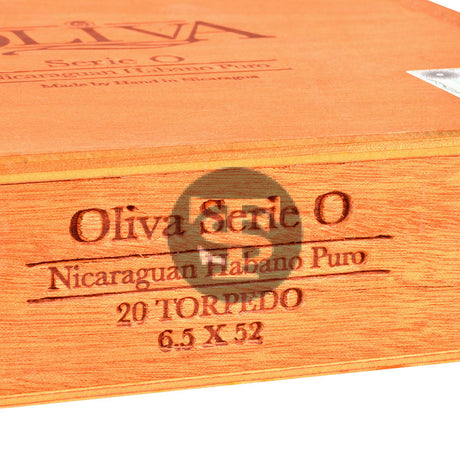 OLIVA
Serie O
Nicaraguan Habano Puro
Made by Hand in Nicaragua
Oliva Serie O
Nicaraguan Habano Puro
20 TORPEDO
6.5 X 52